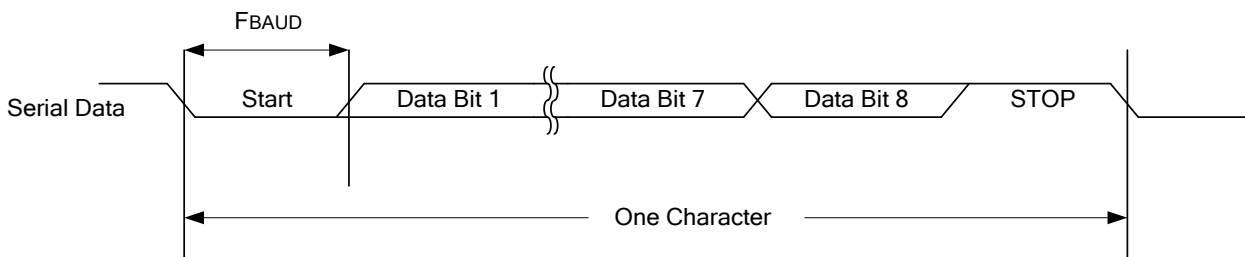 FBAUD
Serial Data
Start
Data Bit 1
Data Bit 7
Data Bit 8
STOP
One Character